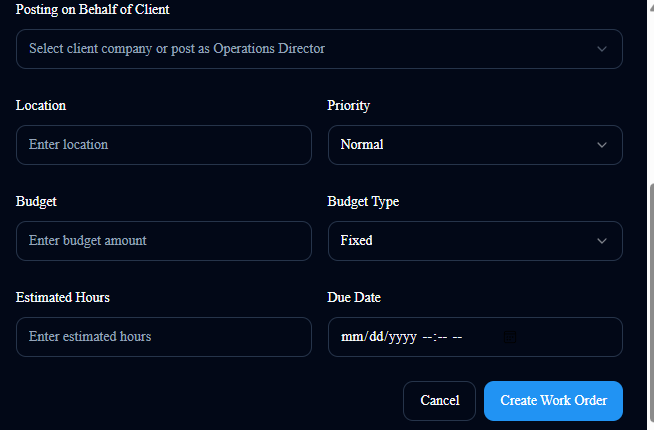 Posting on Behalf of Client
Select client company or post as Operations Director
Location
Priority
Enter location
Normal
Budget
Budget Type
Enter budget amount
Fixed
Estimated Hours
Due Date
Enter estimated hours
mm/dd/yyyy --:-- --
Cancel
Create Work Order